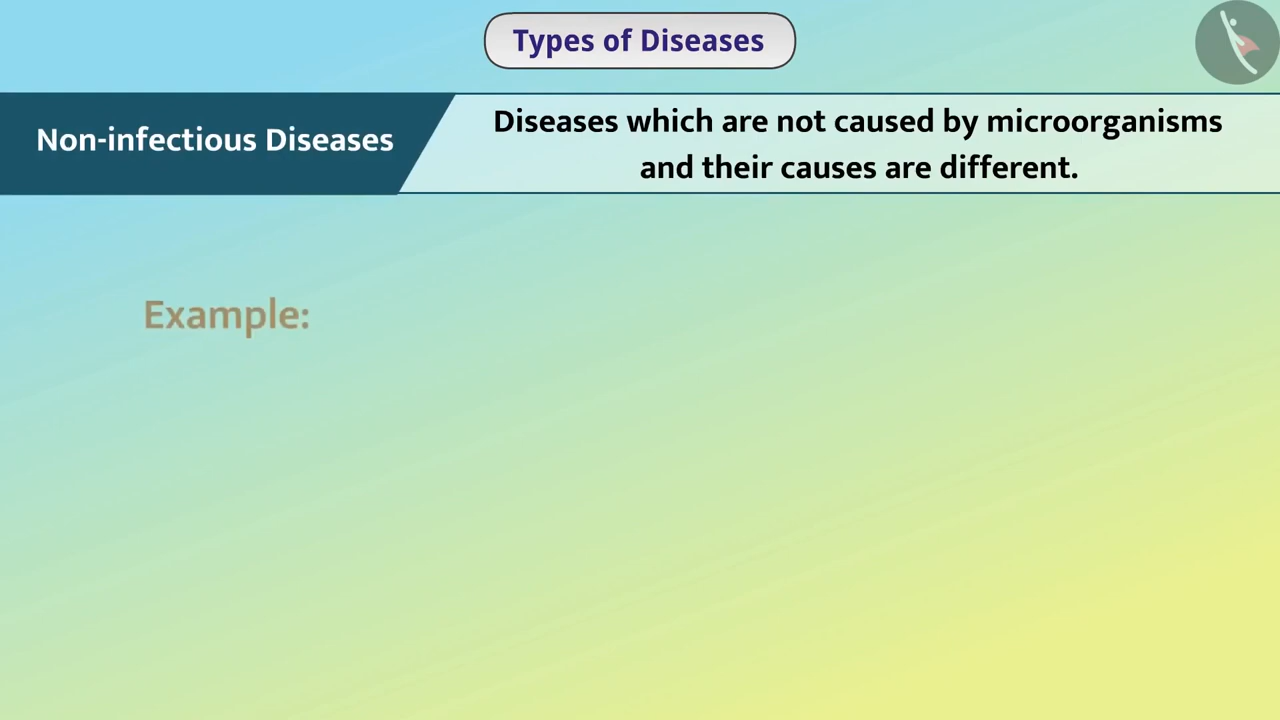 Types of Diseases
Non-infectious Diseases
Diseases which are not caused by microorganisms
and their causes are different.
Example: